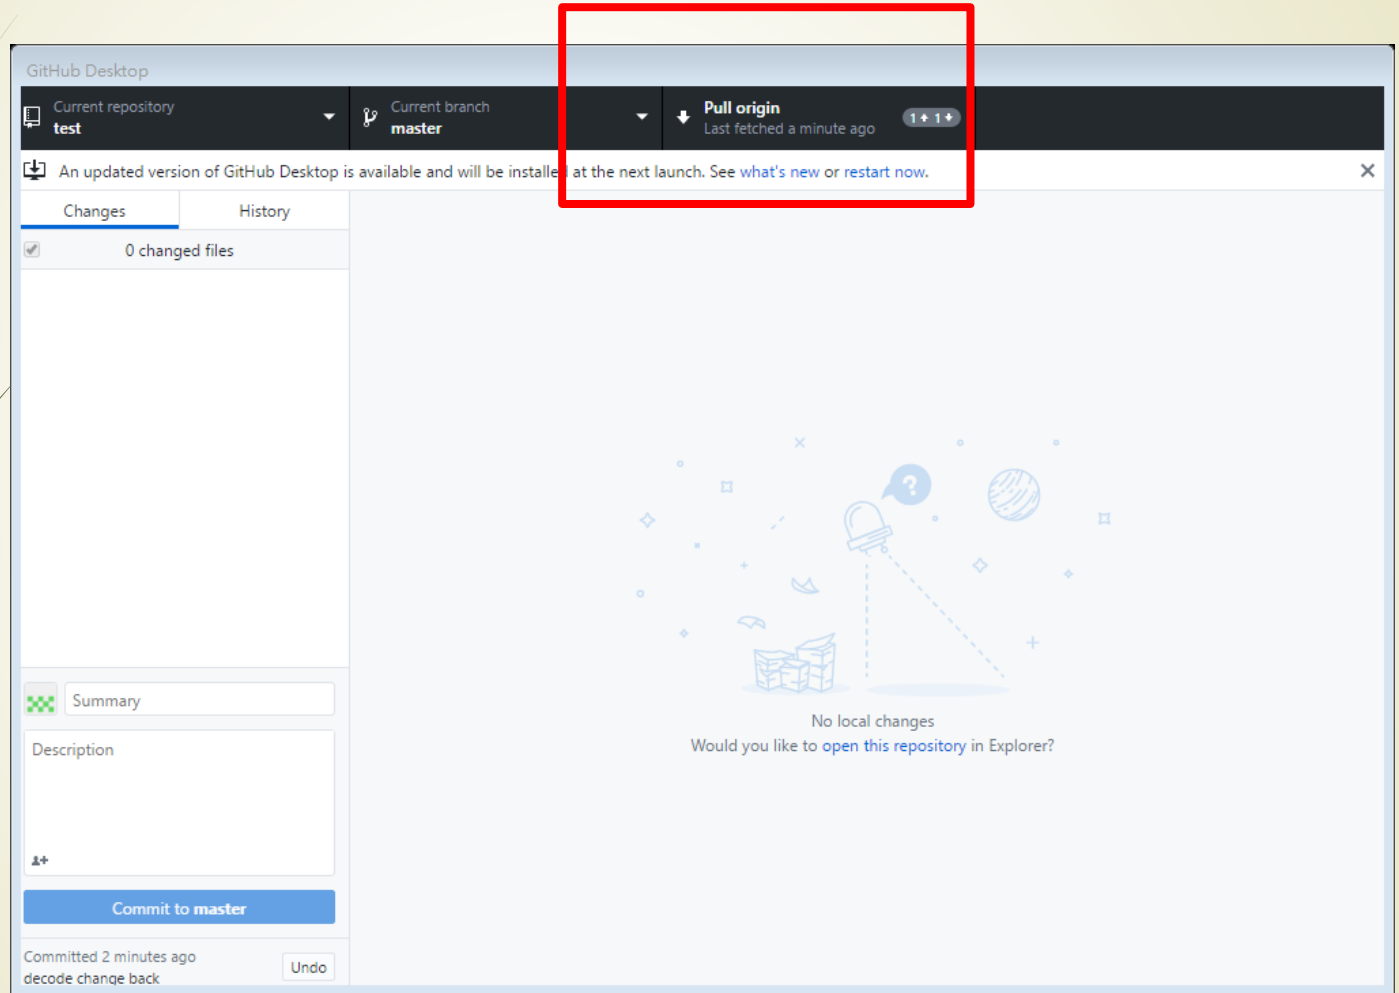 GitHub Desktop
Current repository
test
Current branch
master
Pull origin
Last fetched a minute ago
1 1
An updated version of GitHub Desktop is available and will be installed at the next launch. See what's new or restart now.
Changes
History
0 changed files
?
No local changes
Would you like to open this repository in Explorer?
Summary
Description
Commit to master
Committed 2 minutes ago
decode change back
Undo